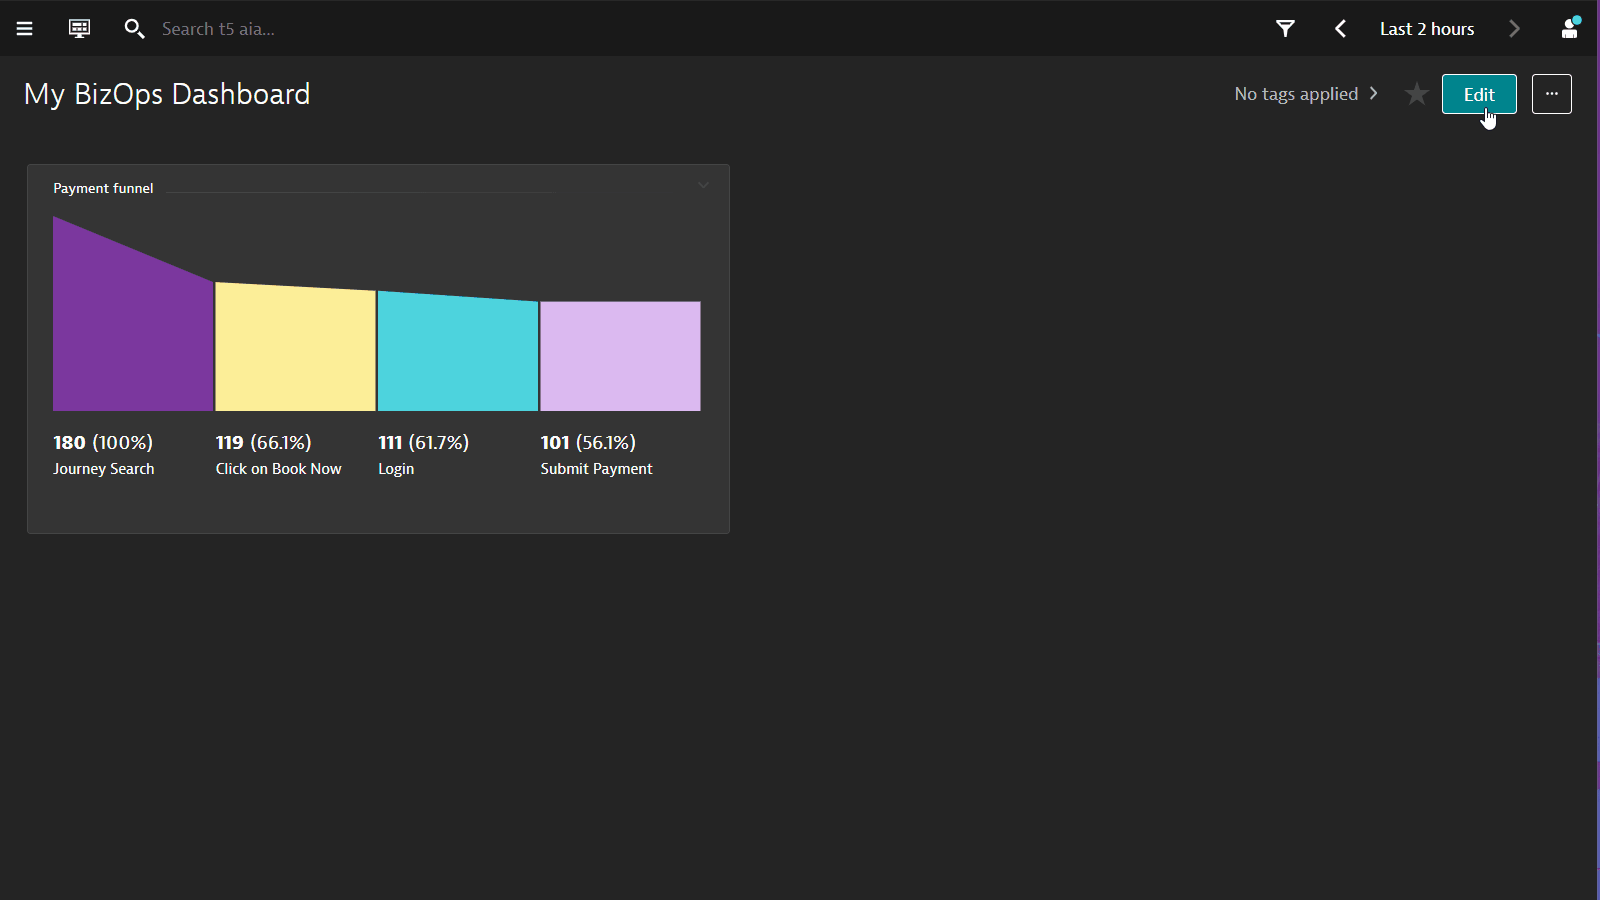 Search t5 aia...
Last 2 hours
My BizOps Dashboard
No tags applied
Edit
...
Payment funnel
180 (100%)
Journey Search
119 (66.1%)
Click on Book Now
111 (61.7%)
Login
101 (56.1%)
Submit Payment